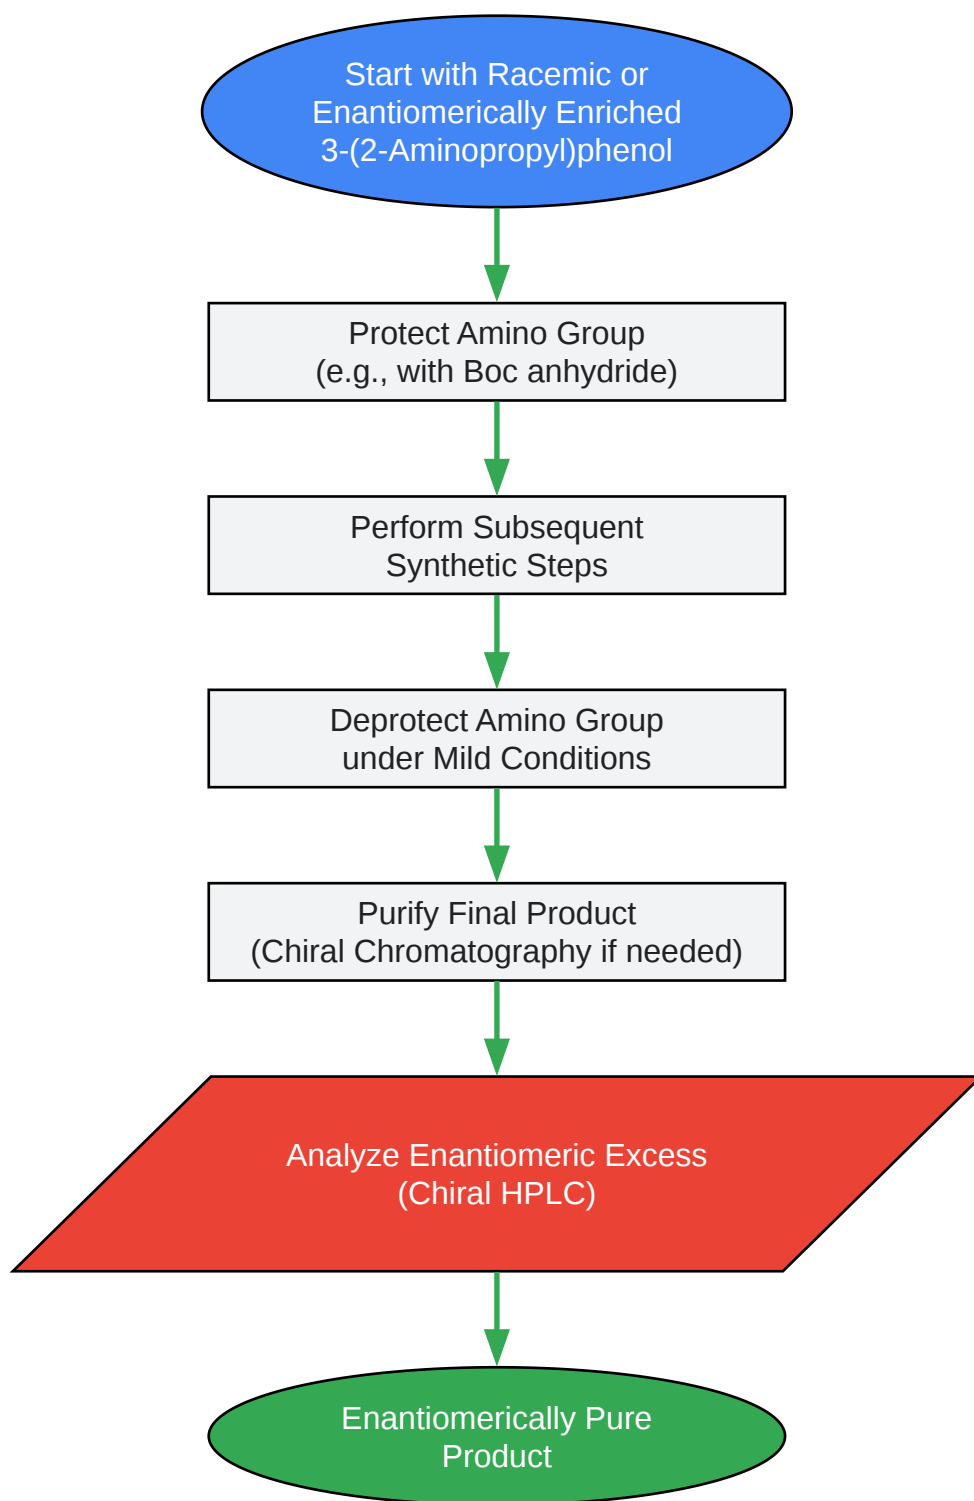 Start with Racemic or
Enantiomerically Enriched
3-(2-Aminopropyl)phenol
Protect Amino Group
(e.g., with Boc anhydride)
Perform Subsequent
Synthetic Steps
Deprotect Amino Group
under Mild Conditions
Purify Final Product
(Chiral Chromatography if needed)
Analyze Enantiomeric Excess
(Chiral HPLC)
Enantiomerically Pure
Product